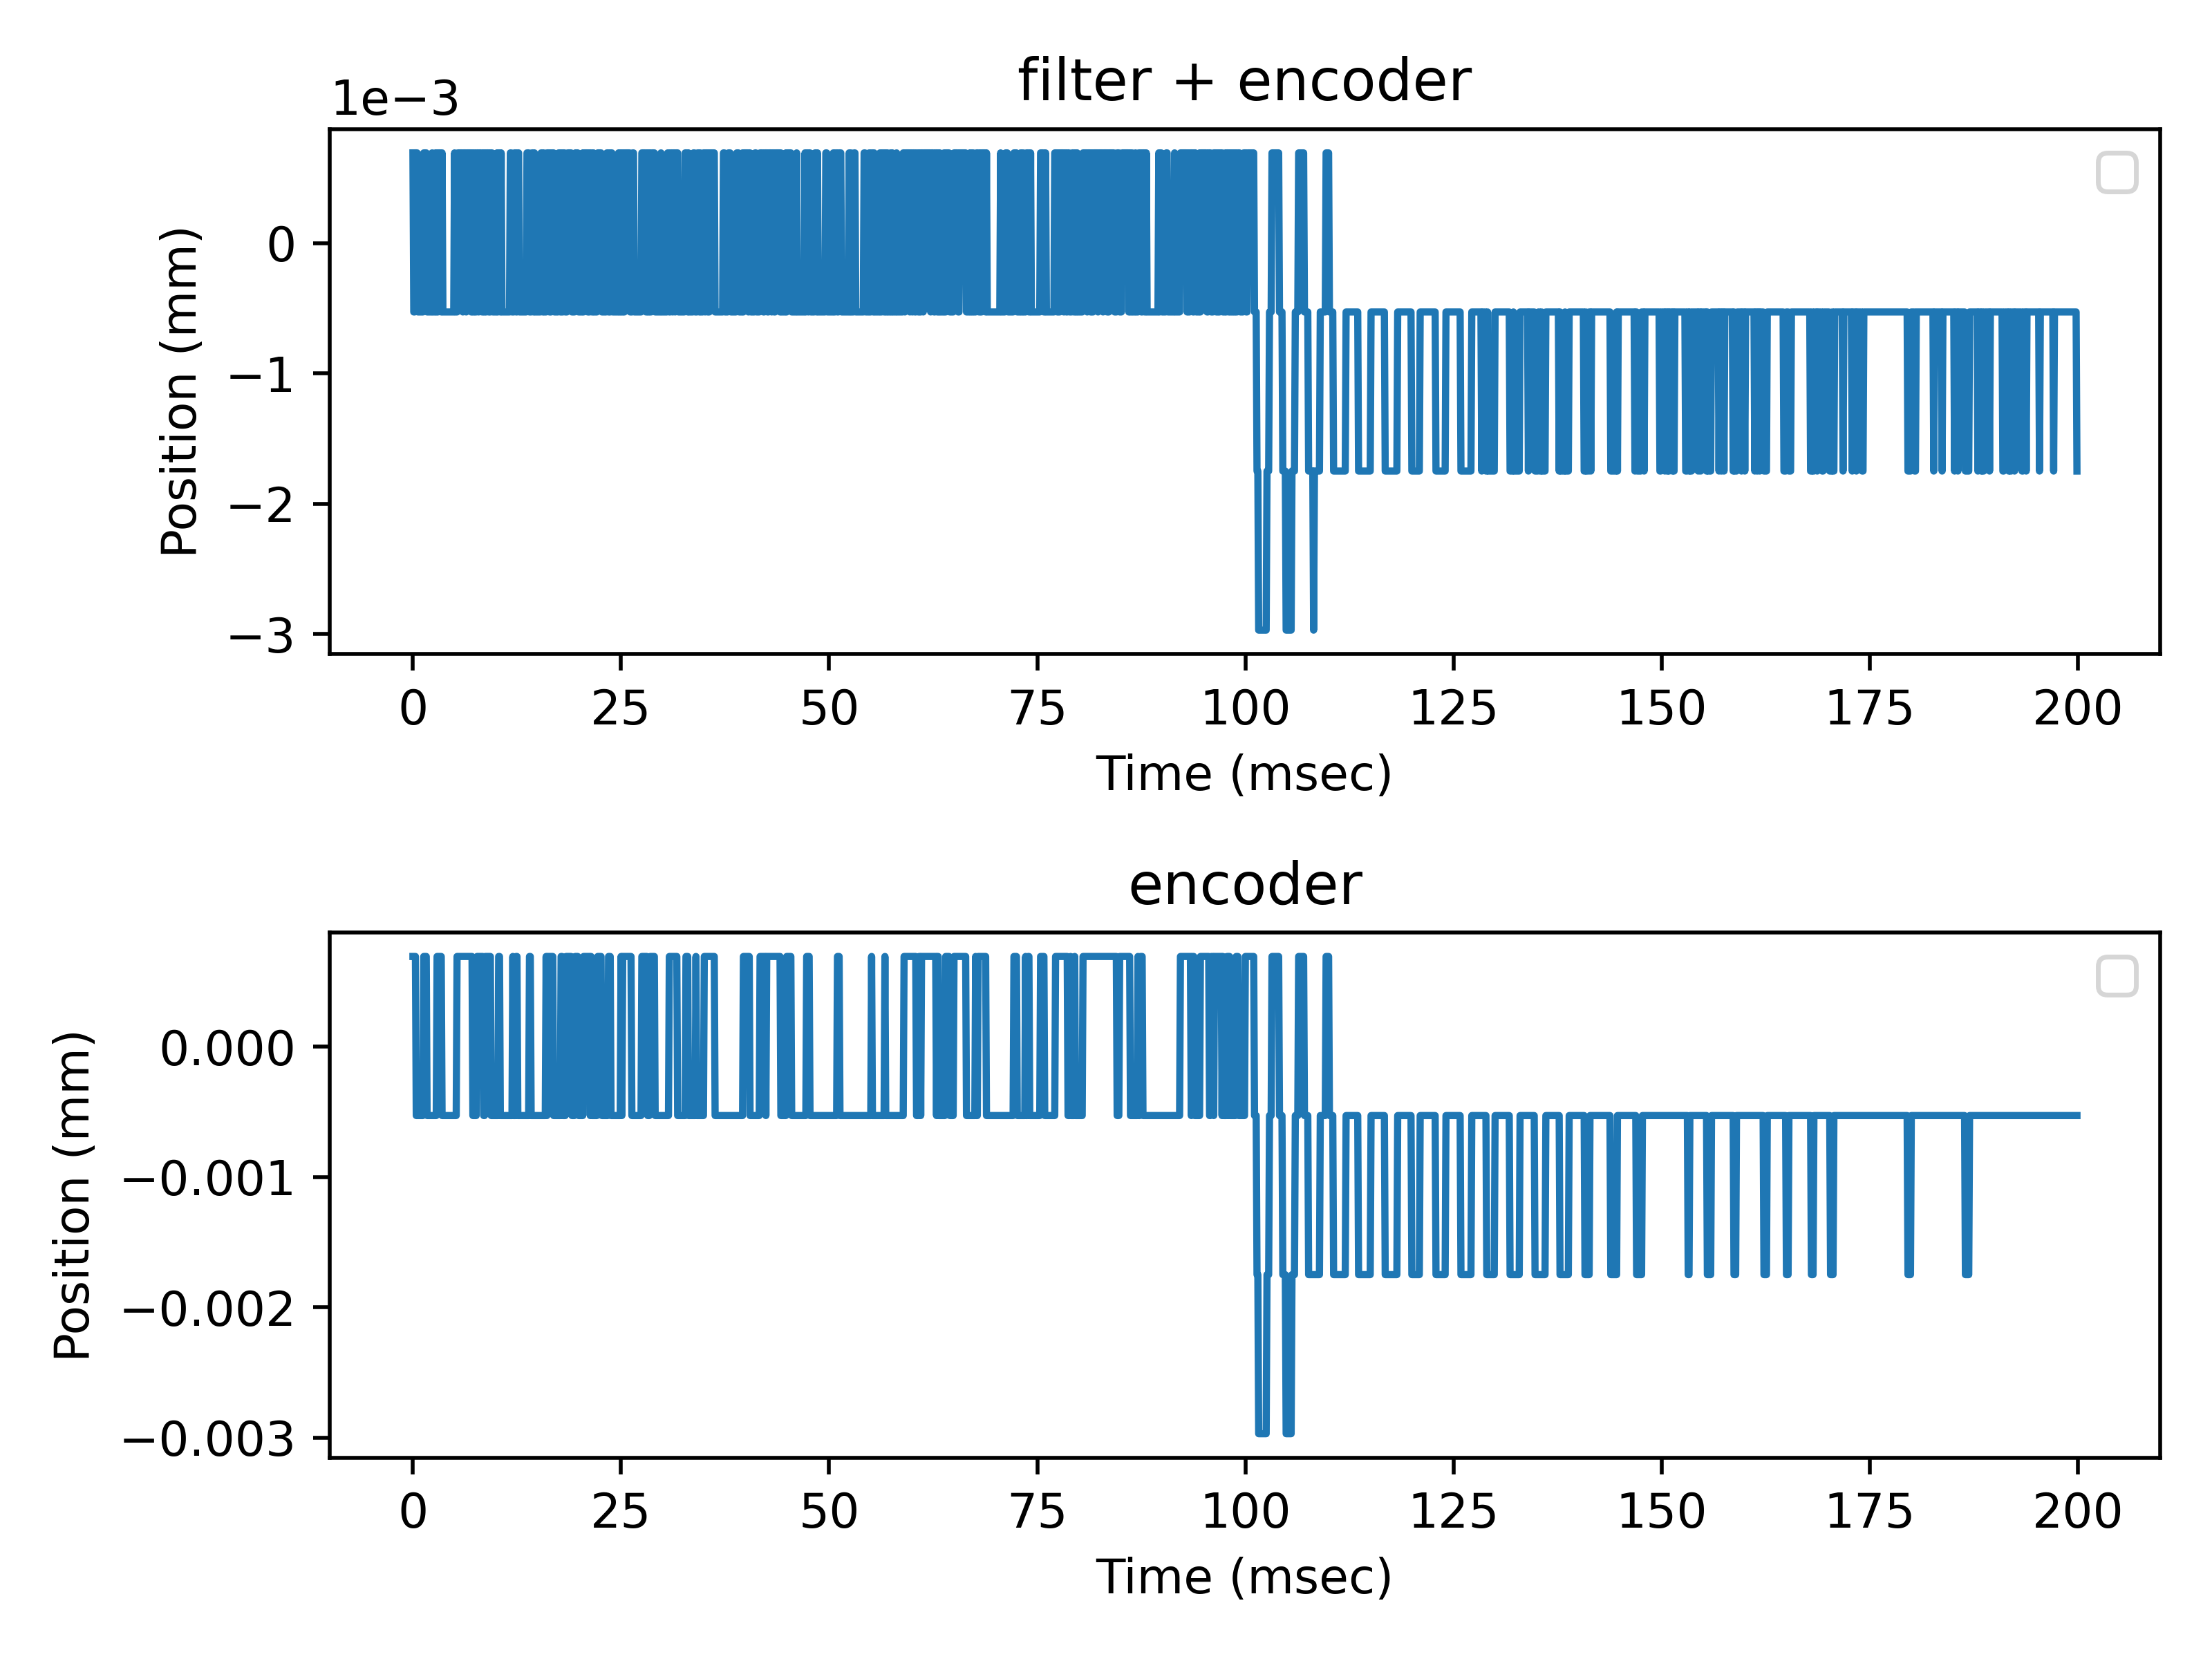 filter + encoder
1e−3
Position (mm)
0
−1
−2
−3
0 25 50 75 100 125 150 175 200
Time (msec)
encoder
Position (mm)
0.000
−0.001
−0.002
−0.003
0 25 50 75 100 125 150 175 200
Time (msec)